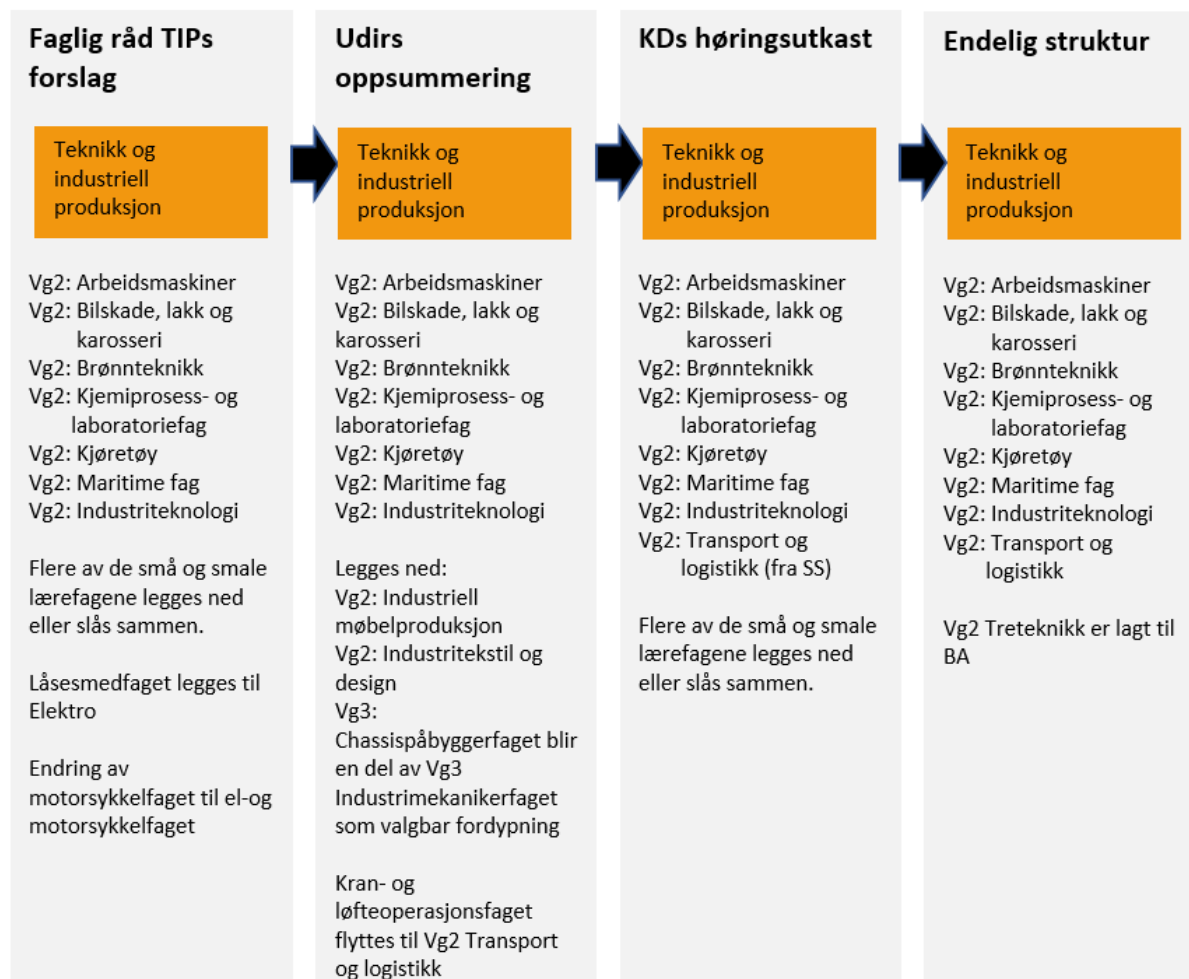 Faglig råd TIPs
forslag
Teknikk og
industriell
produksjon
Vg2: Arbeidsmaskiner
Vg2: Bilskade, lakk og
karosseri
Vg2: Brønnteknikk
Vg2: Kjemiprosess- og
laboratoriefag
Vg2: Kjøretøy
Vg2: Maritime fag
Vg2: Industriteknologi
Flere av de små og smale
lærefagene legges ned
eller slås sammen.
Låsesmedfaget legges til
Elektro
Endring av
motorsykkelfaget til el-og
motorsykkelfaget
Udirs
oppsummering
Teknikk og
industriell
produksjon
Vg2: Arbeidsmaskiner
Vg2: Bilskade, lakk og
karosseri
Vg2: Brønnteknikk
Vg2: Kjemiprosess- og
laboratoriefag
Vg2: Kjøretøy
Vg2: Maritime fag
Vg2: Industriteknologi
Legges ned:
Vg2: Industriell
møbelproduksjon
Vg2: Industritekstil og
design
Vg3:
Chassispåbyggerfaget blir
en del av Vg3
Industrimekanikerfaget
som valgbar fordypning
Kran- og
løfteoperasjonsfaget
flyttes til Vg2 Transport
og logistikk
KDs høringsutkast
Teknikk og
industriell
produksjon
Vg2: Arbeidsmaskiner
Vg2: Bilskade, lakk og
karosseri
Vg2: Brønnteknikk
Vg2: Kjemiprosess- og
laboratoriefag
Vg2: Kjøretøy
Vg2: Maritime fag
Vg2: Industriteknologi
Vg2: Transport og
logistikk (fra SS)
Flere av de små og smale
lærefagene legges ned
eller slås sammen.
Endelig struktur
Teknikk og
industriell
produksjon
Vg2: Arbeidsmaskiner
Vg2: Bilskade, lakk og
karosseri
Vg2: Brønnteknikk
Vg2: Kjemiprosess- og
laboratoriefag
Vg2: Kjøretøy
Vg2: Maritime fag
Vg2: Industriteknologi
Vg2: Transport og
logistikk
Vg2 Treteknikk er lagt til
BA